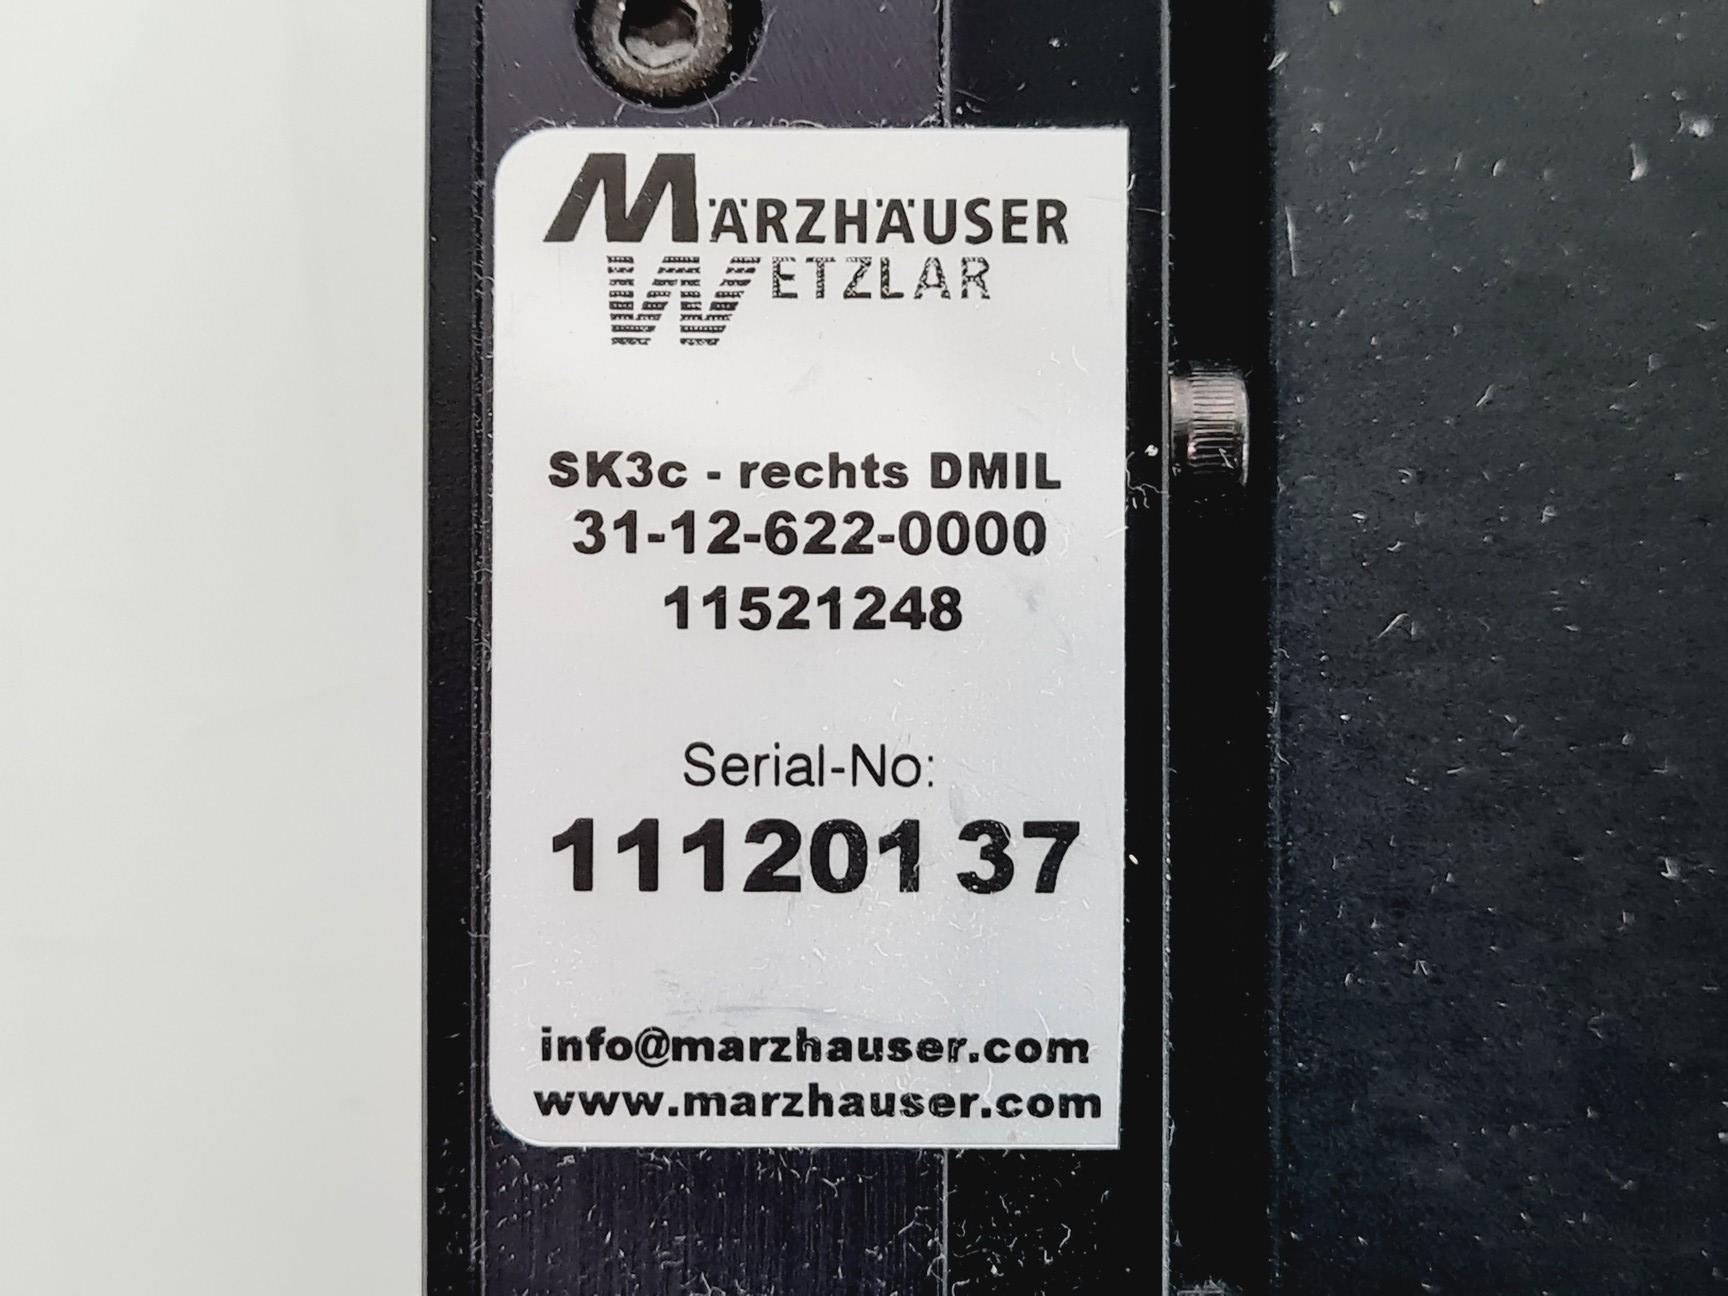 MÄRZHÄUSER
WETZLAR
SK3c - rechts DMIL
31-12-622-0000
11521248
Serial-No:
11120137
info@marzhauser.com
www.marzhauser.com